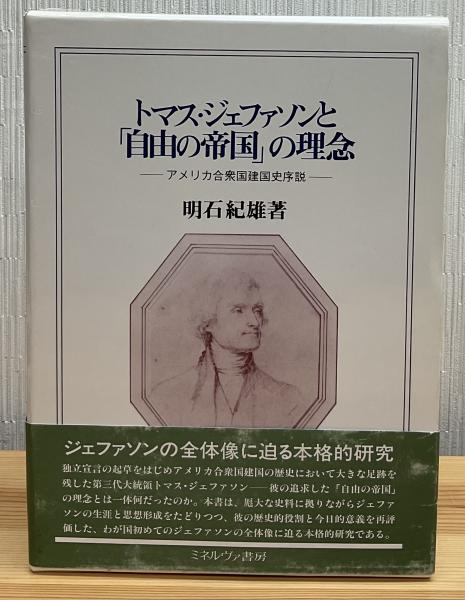 トマス・ジェファソンと
「自由の帝国」の理念
──アメリカ合衆国建国史序説──
明石紀雄著
ジェファソンの全体像に迫る本格的研究
独立宣言の起草をはじめアメリカ合衆国建国の歴史において大きな足跡を
残した第三代大統領トマス・ジェファソン──彼の追求した「自由の帝国」
の理念とは一体何だったのか。本書は、厖大な史料に拠りながらジェファ
ソンの生涯と思想形成をたどりつつ、彼の歴史的役割と今日的意義を再評
価した、わが国初めてのジェファソンの全体像に迫る本格的研究である。
ミネルヴァ書房